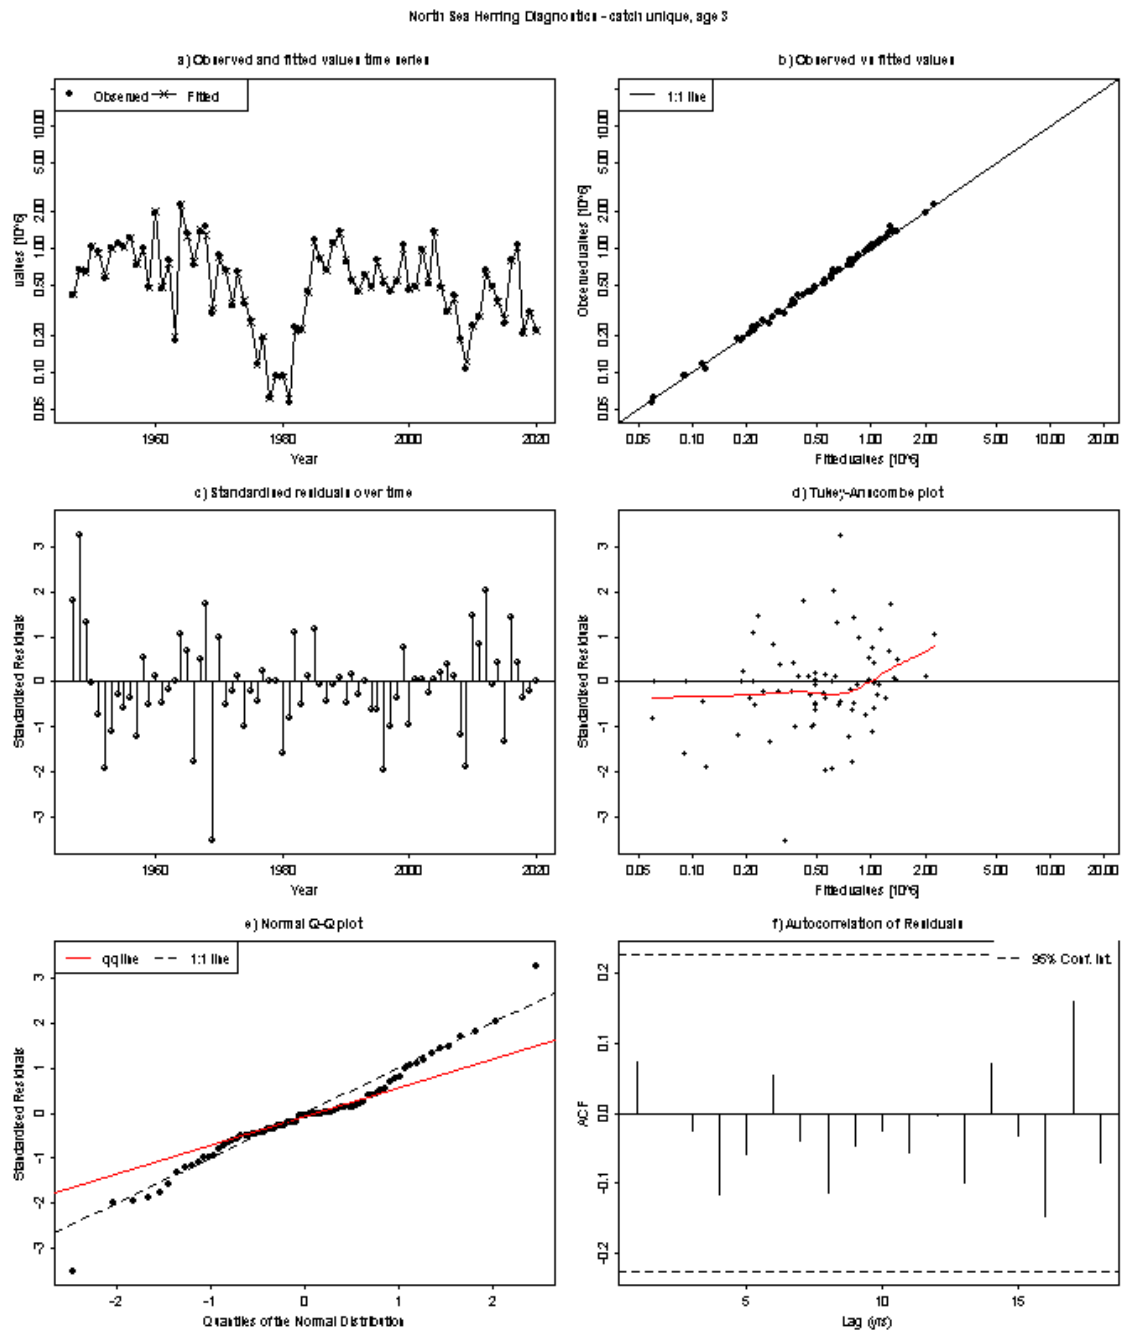 North Sea Herring Diagnostics - catch unique, age 3
a) Observed and fitted values time series
Observed Fitted
values [10^6]
0.05 0.10 0.20 0.50 1.00 2.00 5.00 10.00
1960 1980 2000 2020
Year
b) Observed vs fitted values
1:1 line
Observed values [10^6]
0.05 0.10 0.20 0.50 1.00 2.00 5.00 10.00
0.05 0.10 0.20 0.50 1.00 2.00 5.00 10.00 20.00
Fitted values [10^6]
c) Standardised residuals over time
Standardised Residuals
-3 -2 -1 0 1 2 3
1960 1980 2000 2020
Year
d) Tukey-Anscombe plot
Standardised Residuals
-3 -2 -1 0 1 2 3
0.05 0.10 0.20 0.50 1.00 2.00 5.00 10.00 20.00
Fitted values [10^6]
e) Normal Q-Q plot
qq line 1:1 line
Standardised Residuals
-3 -2 -1 0 1 2 3
-2 -1 0 1 2
Quantiles of the Normal Distribution
f) Autocorrelation of Residuals
95% Conf. Int.
ACF
-0.2 -0.1 0.0 0.1 0.2
5 10 15
Lag (yrs)